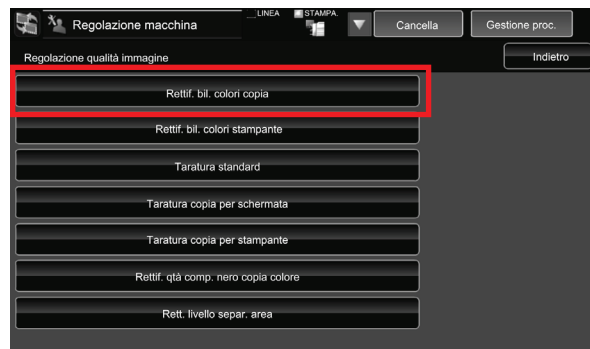 Regolazione macchina
LINEA
STAMPA.
Cancella
Gestione proc.
Regolazione qualità immagine
Indietro
Rettif. bil. colori copia
Rettif. bil. colori stampante
Taratura standard
Taratura copia per schermata
Taratura copia per stampante
Rettif. qtà comp. nero copia colore
Rett. livello separ. area